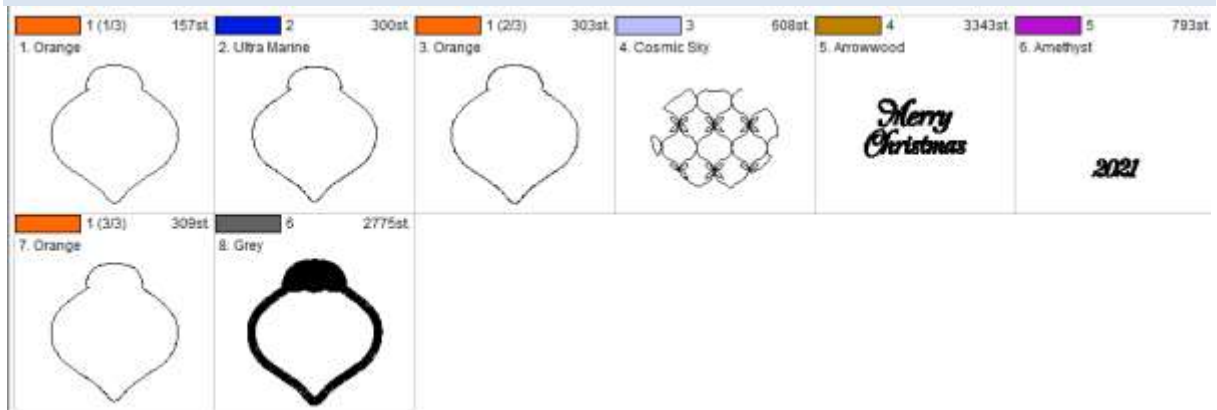 1 (1/3) 157st.
1. Orange
2 300st.
2. Ultra Marine
1 (2/3) 303st.
3. Orange
3 608st.
4. Cosmic Sky
4 3343st.
5. Arrowwood
Merry
Christmas
5 793st.
6. Amethyst
2021
1 (3/3) 309st.
7. Orange
6 2775st.
8. Grey